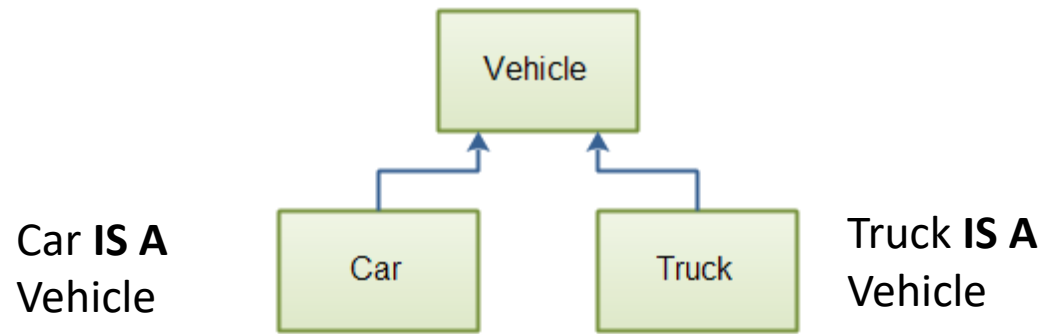 Vehicle
Car IS A
Vehicle
Car
Truck
Truck IS A
Vehicle